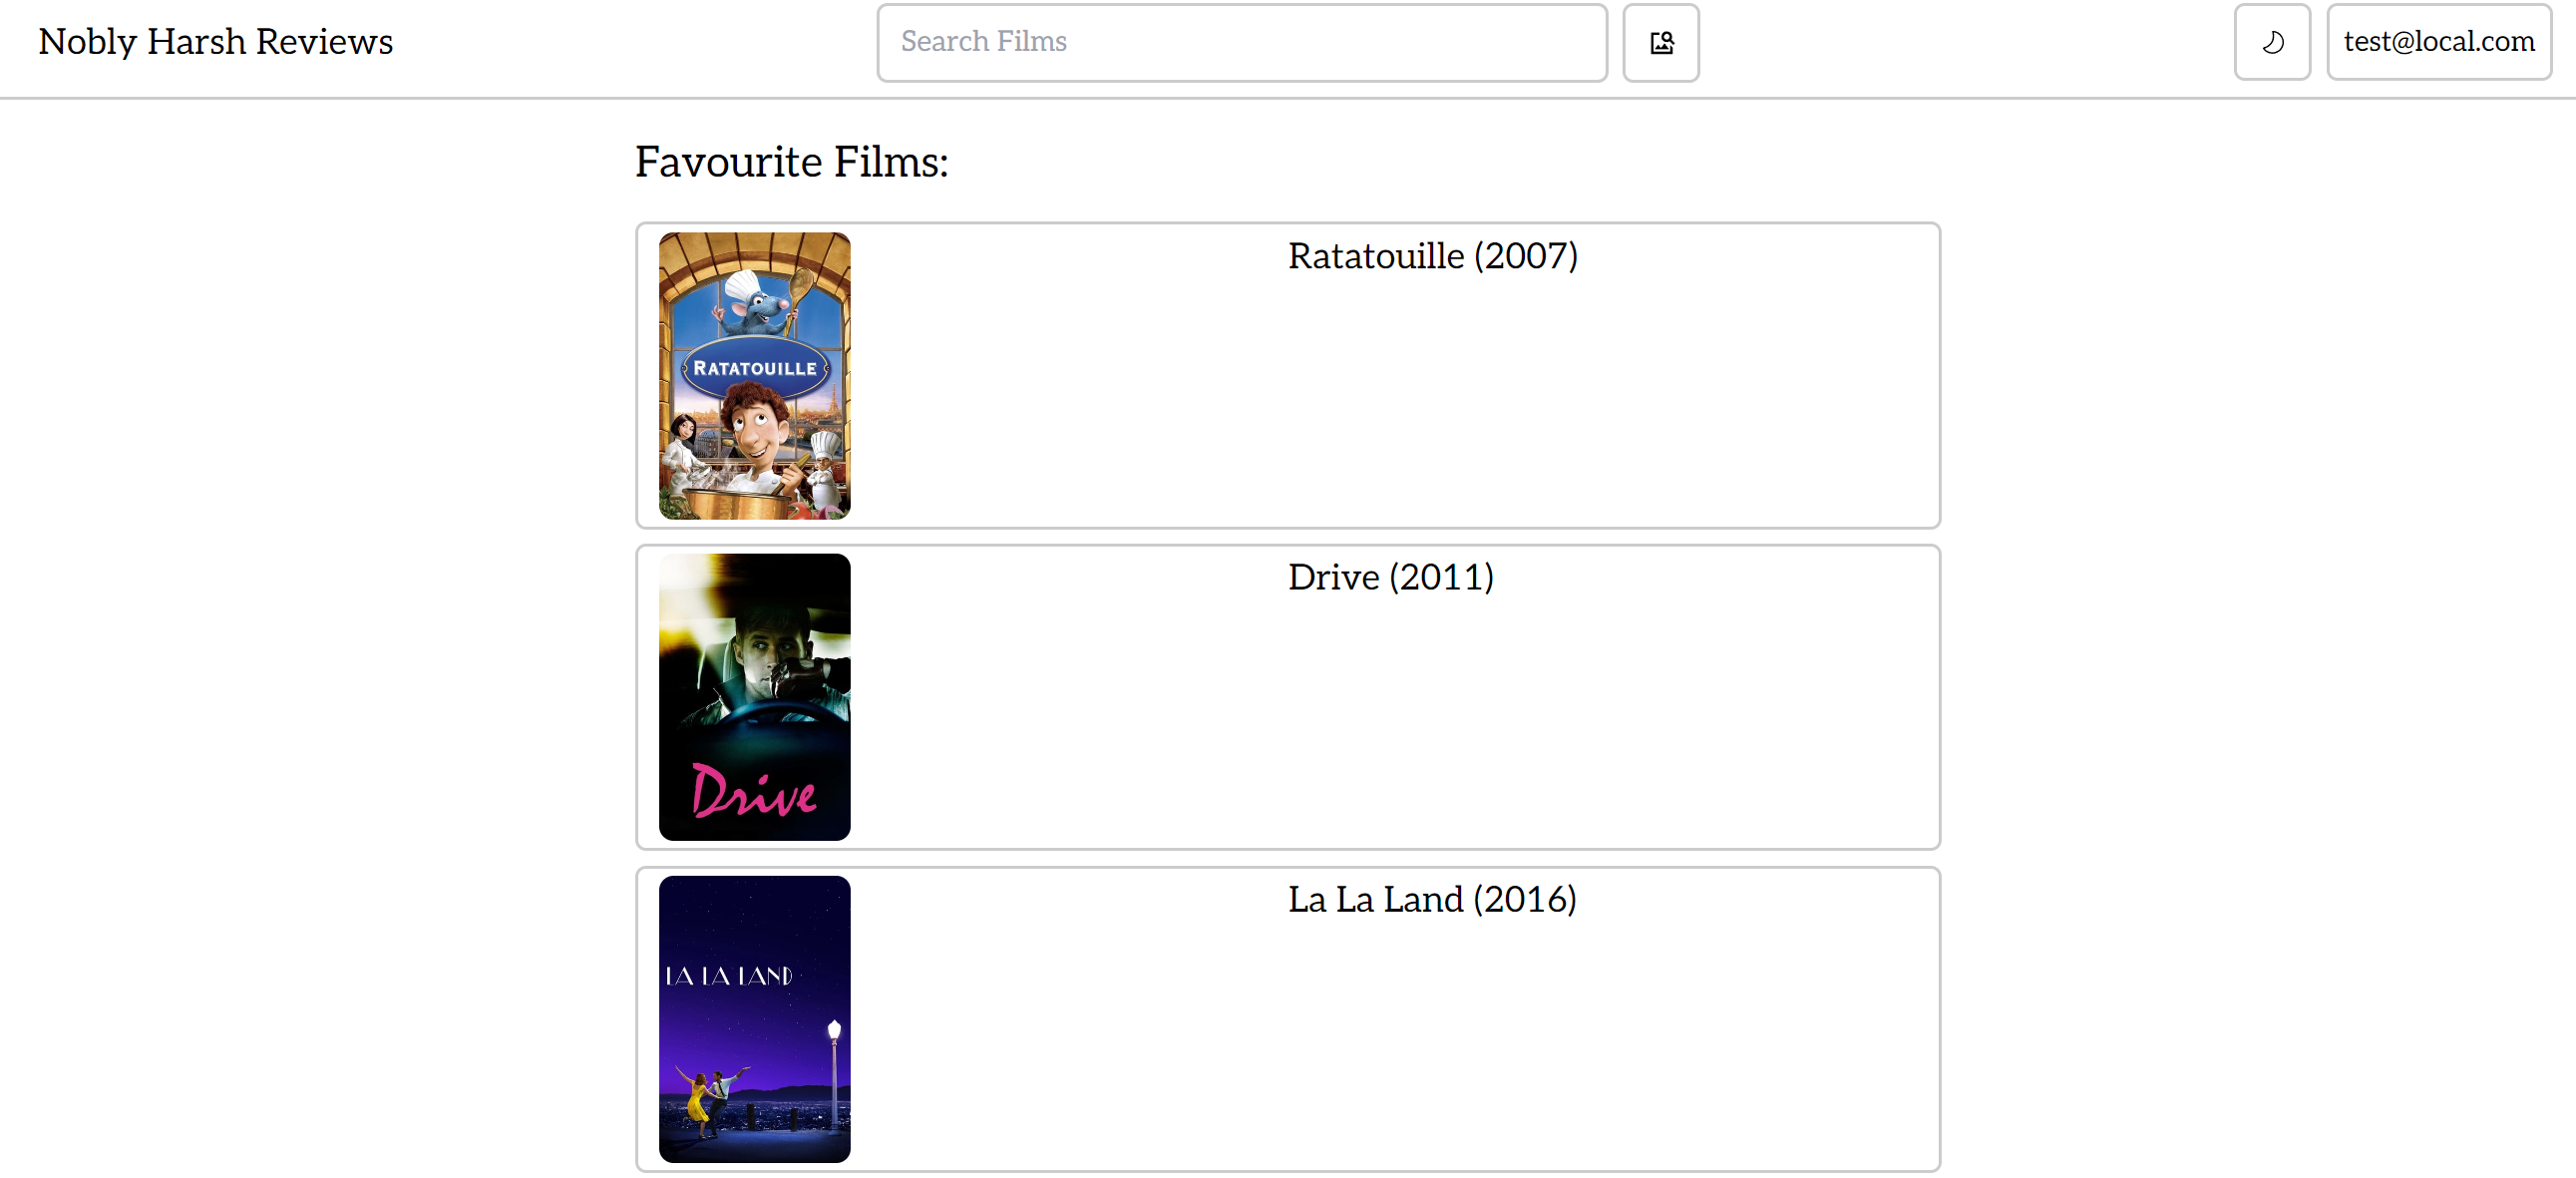 Nobly Harsh Reviews
Search Films
test@local.com
Favourite Films:
Ratatouille (2007)
RATATOUILLE
Drive (2011)
Drive
La La Land (2016)
LA LA LAND